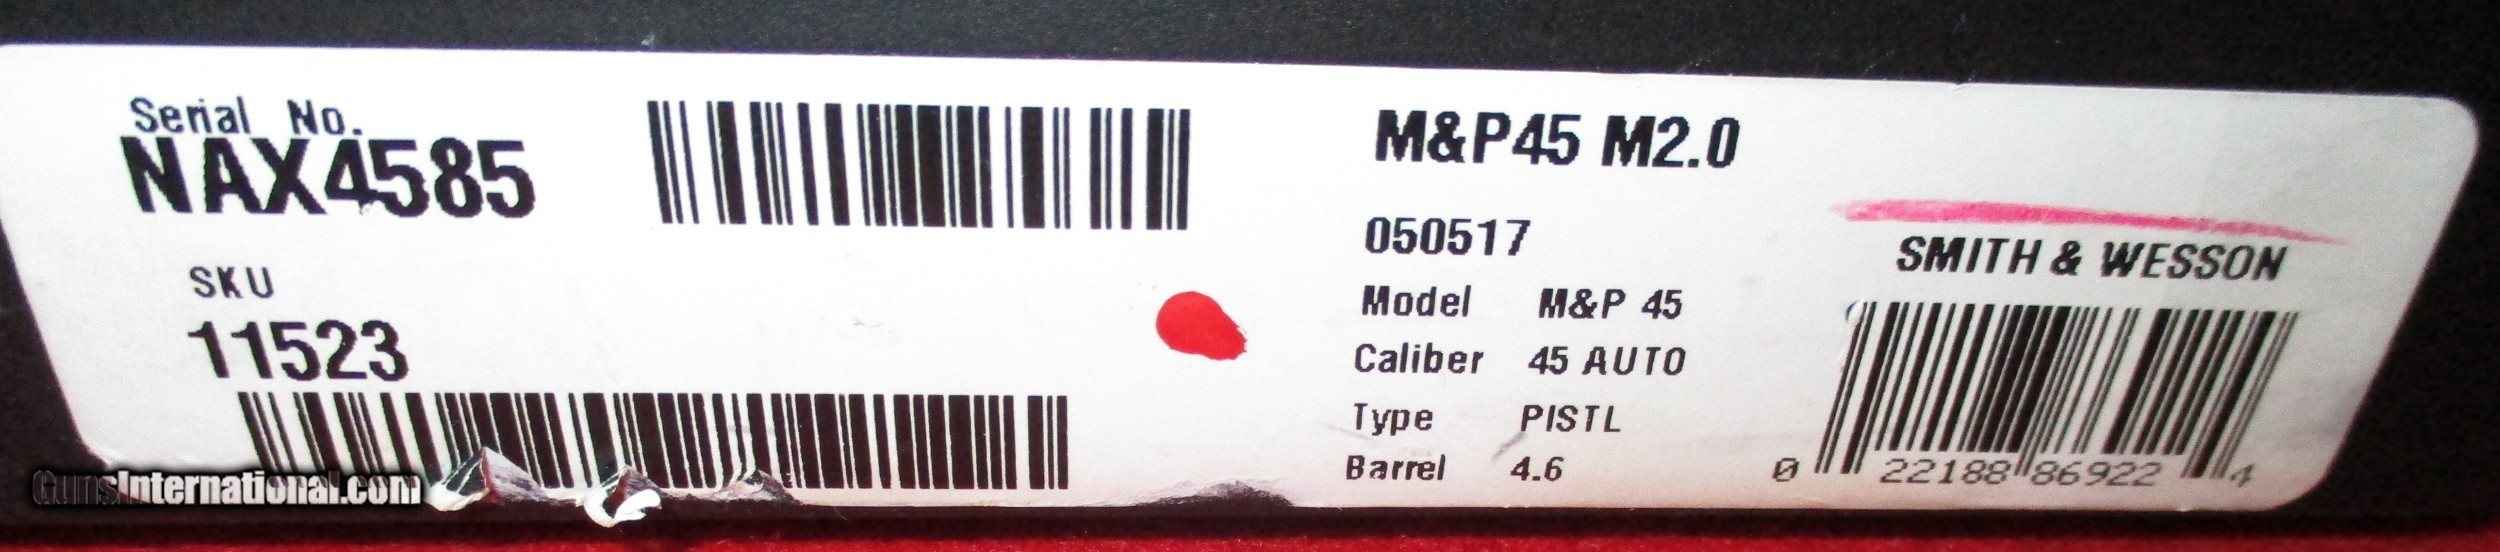 Serial No.
NAX4585
SKU
11523
M&P45 M2.0
050517
Model M&P 45
Caliber 45 AUTO
Type PISTL
Barrel 4.6
SMITH & WESSON
0 22188 86922 4
GunsInternational.com